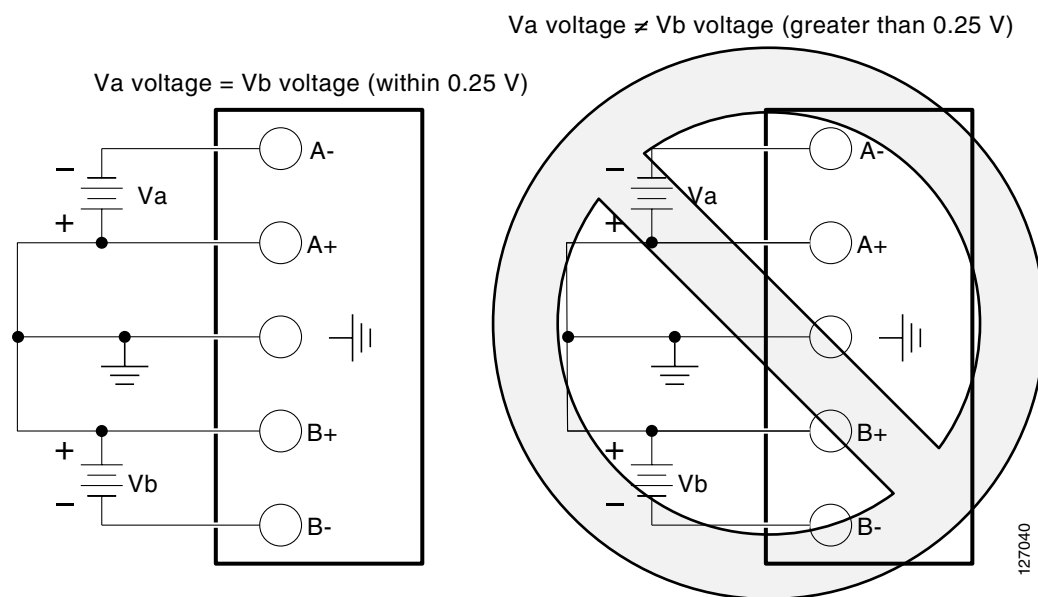 Va voltage ≠ Vb voltage (greater than 0.25 V)
Va voltage = Vb voltage (within 0.25 V)
A-
−
Va
+
A+
B+
+
Vb
−
B-
A-
−
Va
+
A+
B+
+
Vb
−
B-
127040